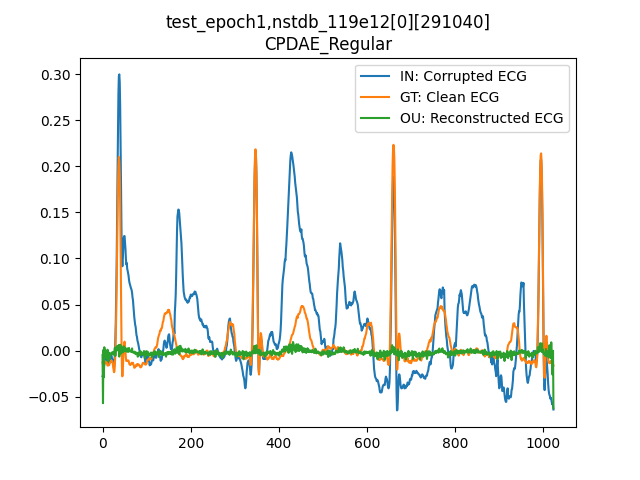 test_epoch1,nstdb_119e12[0][291040]
CPDAE_Regular
IN: Corrupted ECG
GT: Clean ECG
OU: Reconstructed ECG
0.30
0.25
0.20
0.15
0.10
0.05
0.00
−0.05
0 200 400 600 800 1000